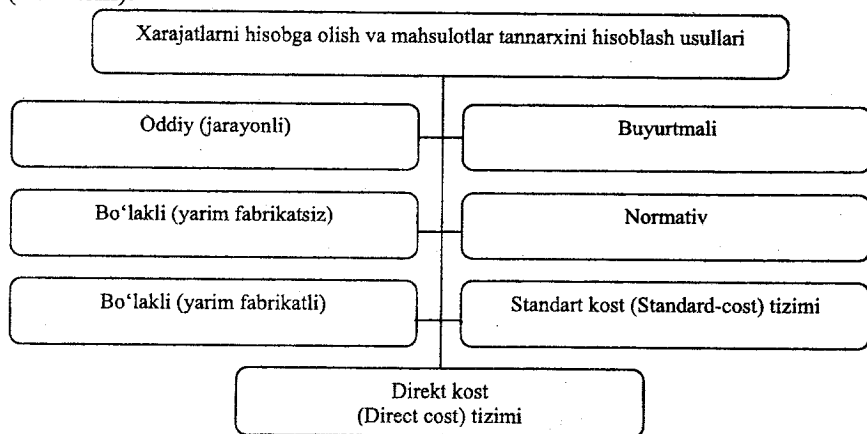 Xarajatlarni hisobga olish va mahsulotlar tannarxini hisoblash usullari
Oddiy (jarayonli)
Buyurtmali
Bo‘lakli (yarim fabrikatsiz)
Normativ
Bo‘lakli (yarim fabrikatli)
Standart kost (Standard-cost) tizimi
Direkt kost
(Direct cost) tizimi